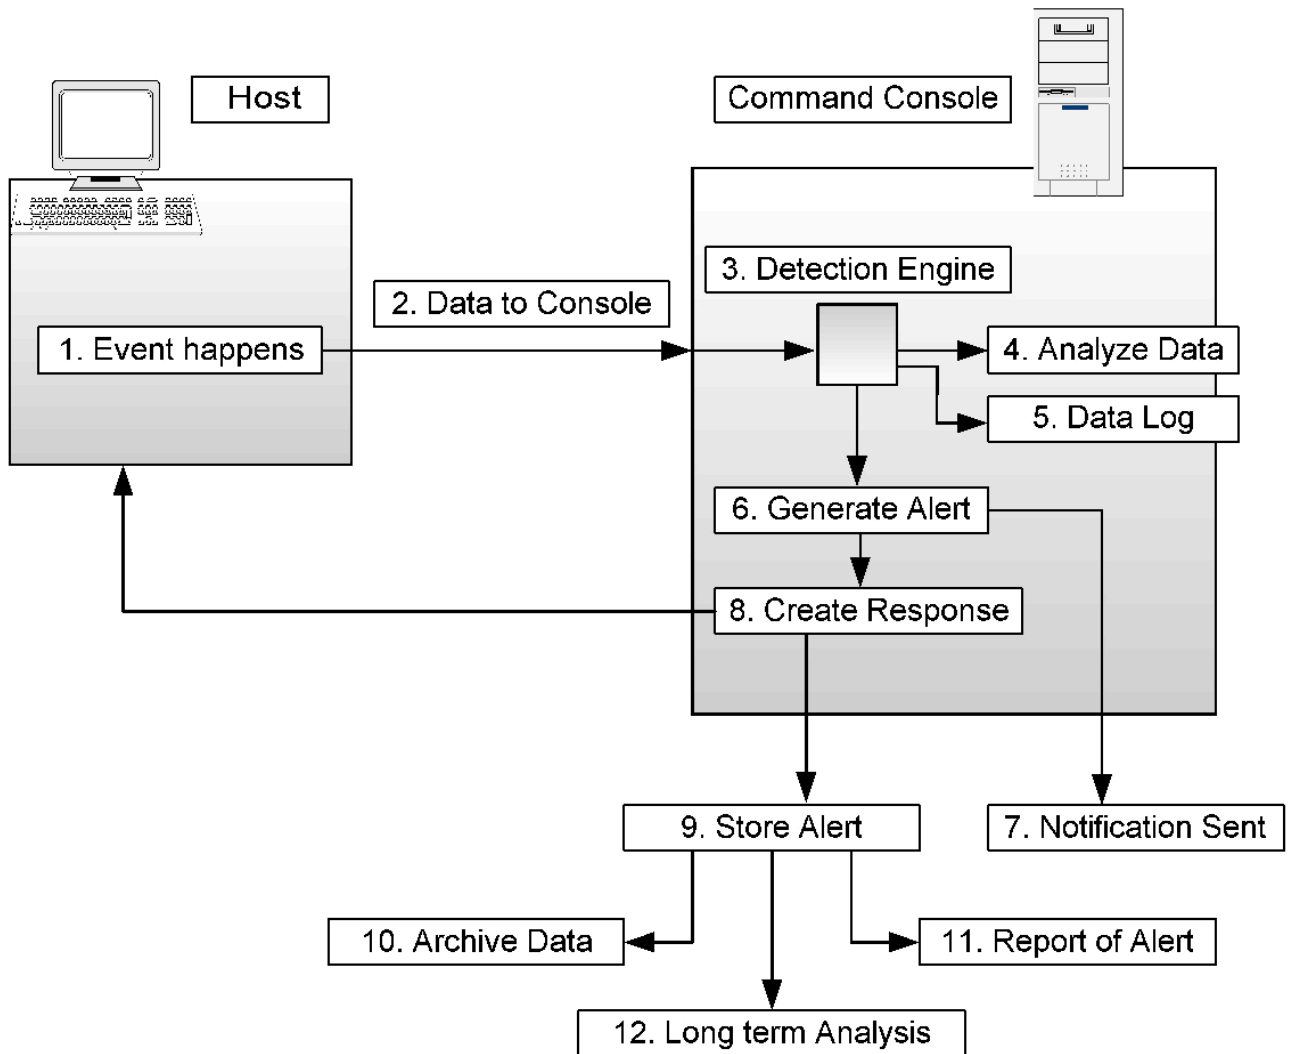 Host
Command Console
3. Detection Engine
2. Data to Console
1. Event happens
4. Analyze Data
5. Data Log
6. Generate Alert
8. Create Response
9. Store Alert
7. Notification Sent
10. Archive Data
11. Report of Alert
12. Long term Analysis